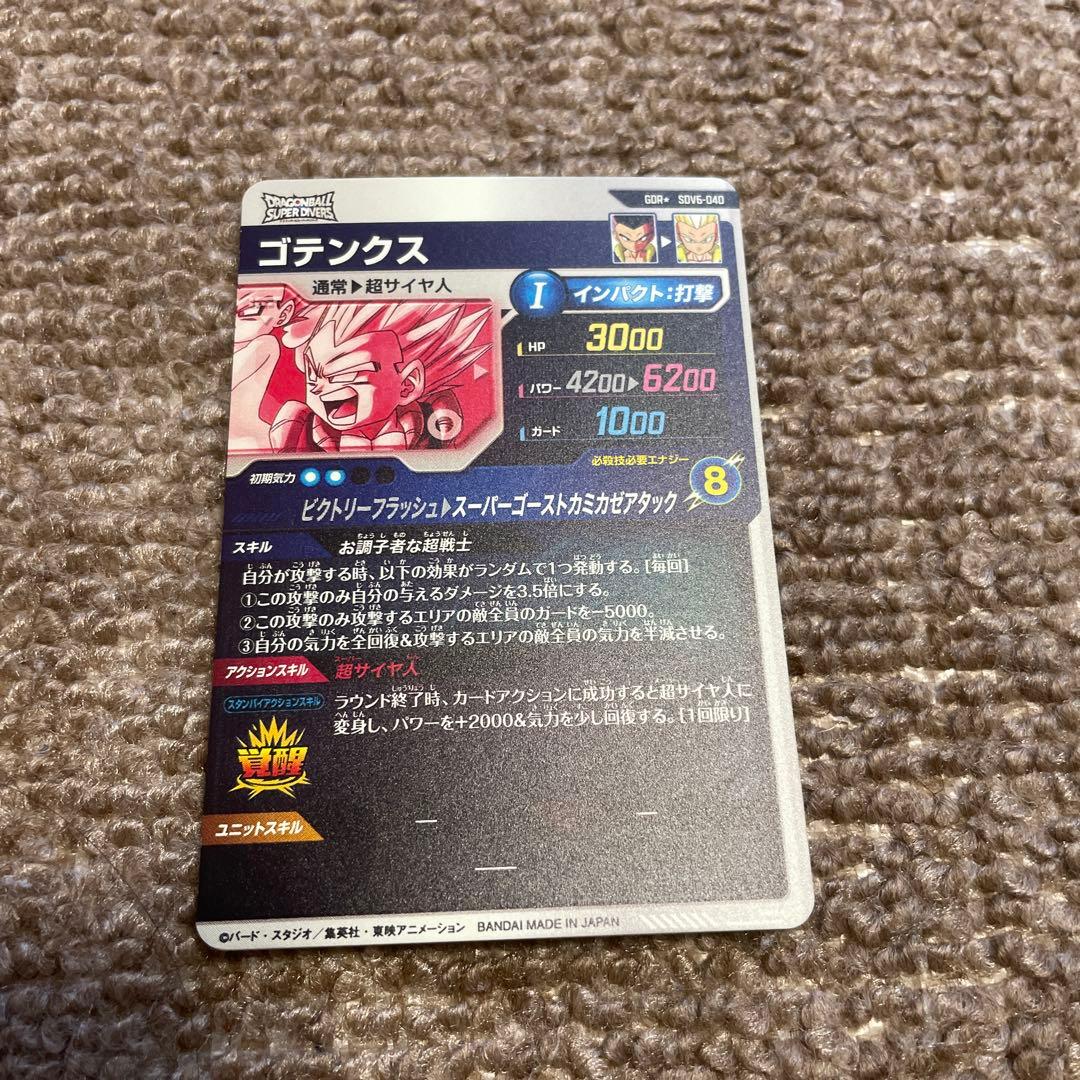 DRAGONBALL
SUPER DIVERS
GDR★ SDV6-040
ゴテンクス
通常▶超サイヤ人
I インパクト:打撃
HP 3000
パワー 4200▶6200
ガード 1000
初期気力
必殺技必要エナジー 8
ビクトリーフラッシュ▶スーパーゴーストカミカゼアタック
スキル お調子者な超戦士
自分が攻撃する時、以下の効果がランダムで1つ発動する。[毎回]
①この攻撃のみ自分の与えるダメージを3.5倍にする。
②この攻撃のみ攻撃するエリアの敵全員のガードを-5000。
③自分の気力を全回復&攻撃するエリアの敵全員の気力を半減させる。
アクションスキル 超サイヤ人
スタンバイアクションスキル
ラウンド終了時、カードアクションに成功すると超サイヤ人に
変身し、パワーを+2000&気力を少し回復する。[1回限り]
覚醒
ユニットスキル
— —
—
©バード・スタジオ/集英社・東映アニメーション BANDAI MADE IN JAPAN